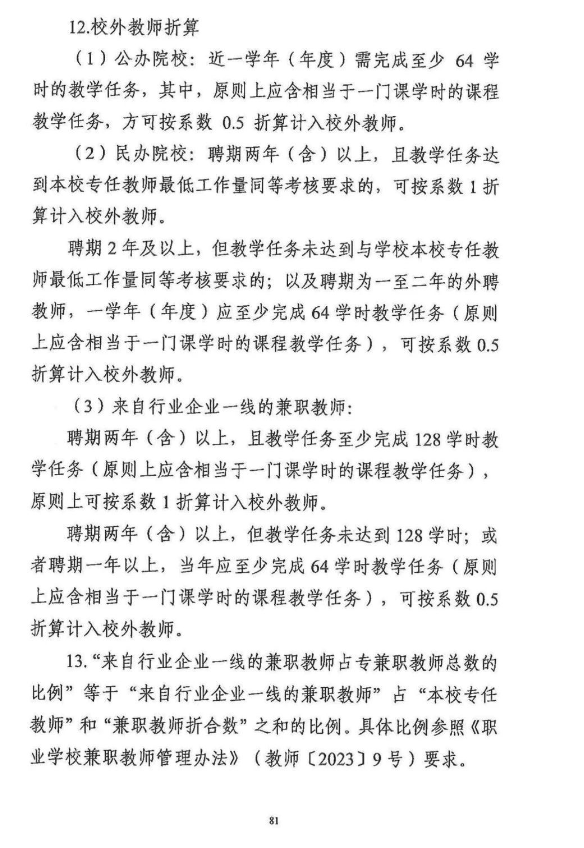 12.校外教师折算
（1）公办院校：近一学年（年度）需完成至少 64 学
时的教学任务，其中，原则上应含相当于一门课学时的课程
教学任务，方可按系数 0.5 折算计入校外教师。
（2）民办院校：聘期两年（含）以上，且教学任务达
到本校专任教师最低工作量同等考核要求的，可按系数 1 折
算计入校外教师。
聘期 2 年及以上，但教学任务未达到与学校本校专任教
师最低工作量同等考核要求的；以及聘期为一至二年的外聘
教师，一学年（年度）应至少完成 64 学时教学任务（原则
上应含相当于一门课学时的课程教学任务），可按系数 0.5
折算计入校外教师。
（3）来自行业企业一线的兼职教师：
聘期两年（含）以上，且教学任务至少完成 128 学时教
学任务（原则上应含相当于一门课学时的课程教学任务），
原则上可按系数 1 折算计入校外教师。
聘期两年（含）以上，但教学任务未达到 128 学时；或
者聘期一年以上，当年应至少完成 64 学时教学任务（原则
上应含相当于一门课学时的课程教学任务），可按系数 0.5
折算计入校外教师。
13.“来自行业企业一线的兼职教师占专兼职教师总数的
比例”等于“来自行业企业一线的兼职教师”占“本校专任
教师”和“兼职教师折合数”之和的比例。具体比例参照《职
业学校兼职教师管理办法》（教师〔2023〕9 号）要求。
81